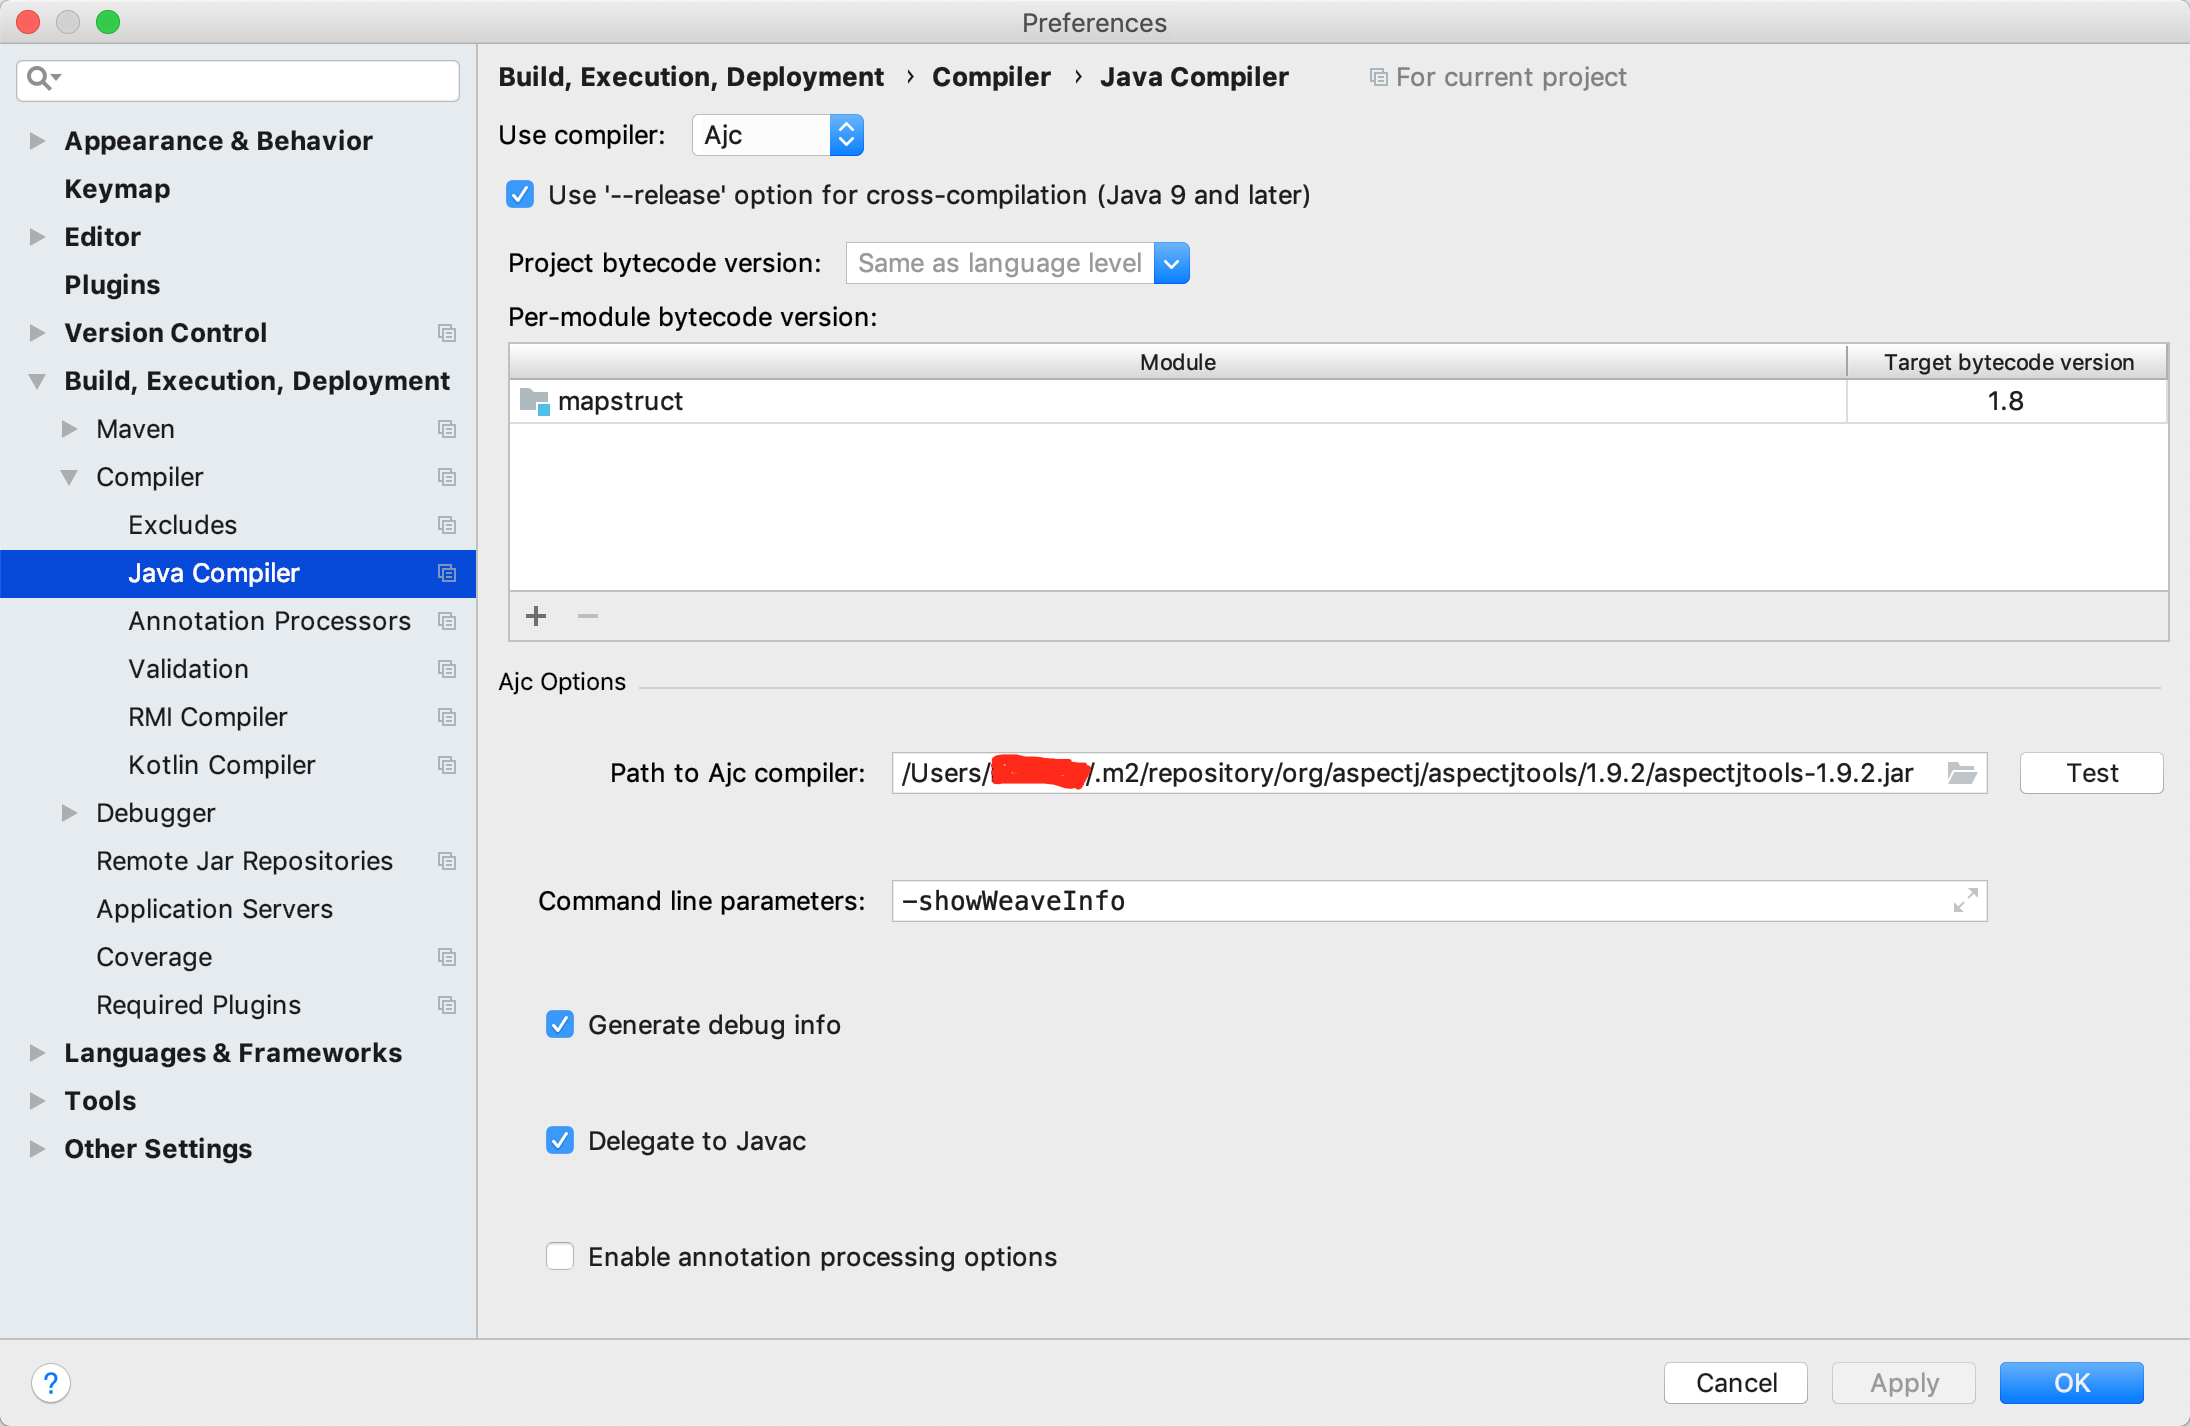 Preferences
Appearance & Behavior
Keymap
Editor
Plugins
Version Control
Build, Execution, Deployment
Maven
Compiler
Excludes
Java Compiler
Annotation Processors
Validation
RMI Compiler
Kotlin Compiler
Debugger
Remote Jar Repositories
Application Servers
Coverage
Required Plugins
Languages & Frameworks
Tools
Other Settings
Build, Execution, Deployment › Compiler › Java Compiler For current project
Use compiler: Ajc
Use '--release' option for cross-compilation (Java 9 and later)
Project bytecode version: Same as language level
Per-module bytecode version:
Module Target bytecode version
mapstruct 1.8
Ajc Options
Path to Ajc compiler: /Users/ /.m2/repository/org/aspectj/aspectjtools/1.9.2/aspectjtools-1.9.2.jar Test
Command line parameters: -showWeaveInfo
Generate debug info
Delegate to Javac
Enable annotation processing options
? Cancel Apply OK